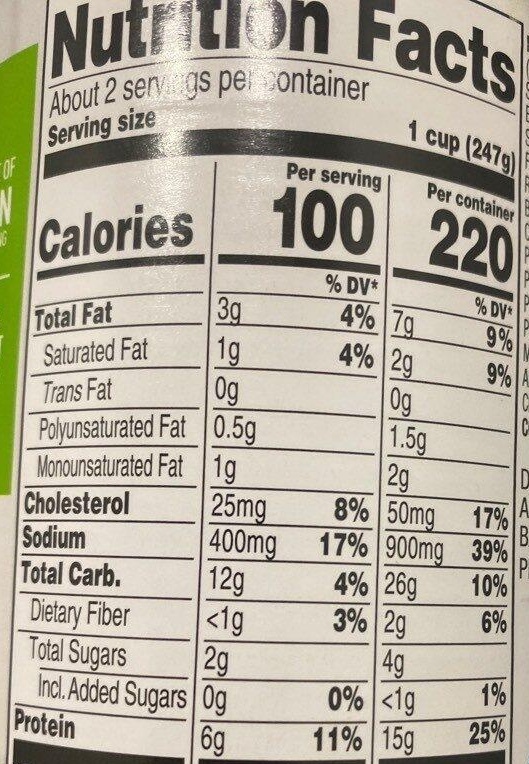 Nutrition Facts
About 2 servings per container
Serving size 1 cup (247g)
Per serving Per container
Calories 100 220
% DV* % DV*
Total Fat 3g 4% 7g 9%
Saturated Fat 1g 4% 2g 9%
Trans Fat 0g 0g
Polyunsaturated Fat 0.5g 1.5g
Monounsaturated Fat 1g 2g
Cholesterol 25mg 8% 50mg 17%
Sodium 400mg 17% 900mg 39%
Total Carb. 12g 4% 26g 10%
Dietary Fiber <1g 3% 2g 6%
Total Sugars 2g 4g
Incl. Added Sugars 0g 0% <1g 1%
Protein 6g 11% 15g 25%
OF